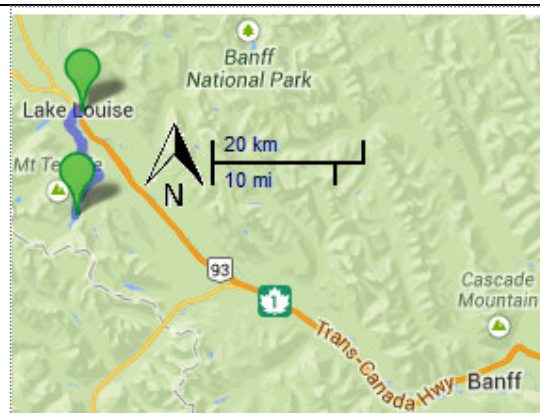 Banff
National Park
Lake Louise
20 km
10 mi
Mt Temple
N
93
1
Cascade
Mountain
Trans-Canada Hwy
Banff